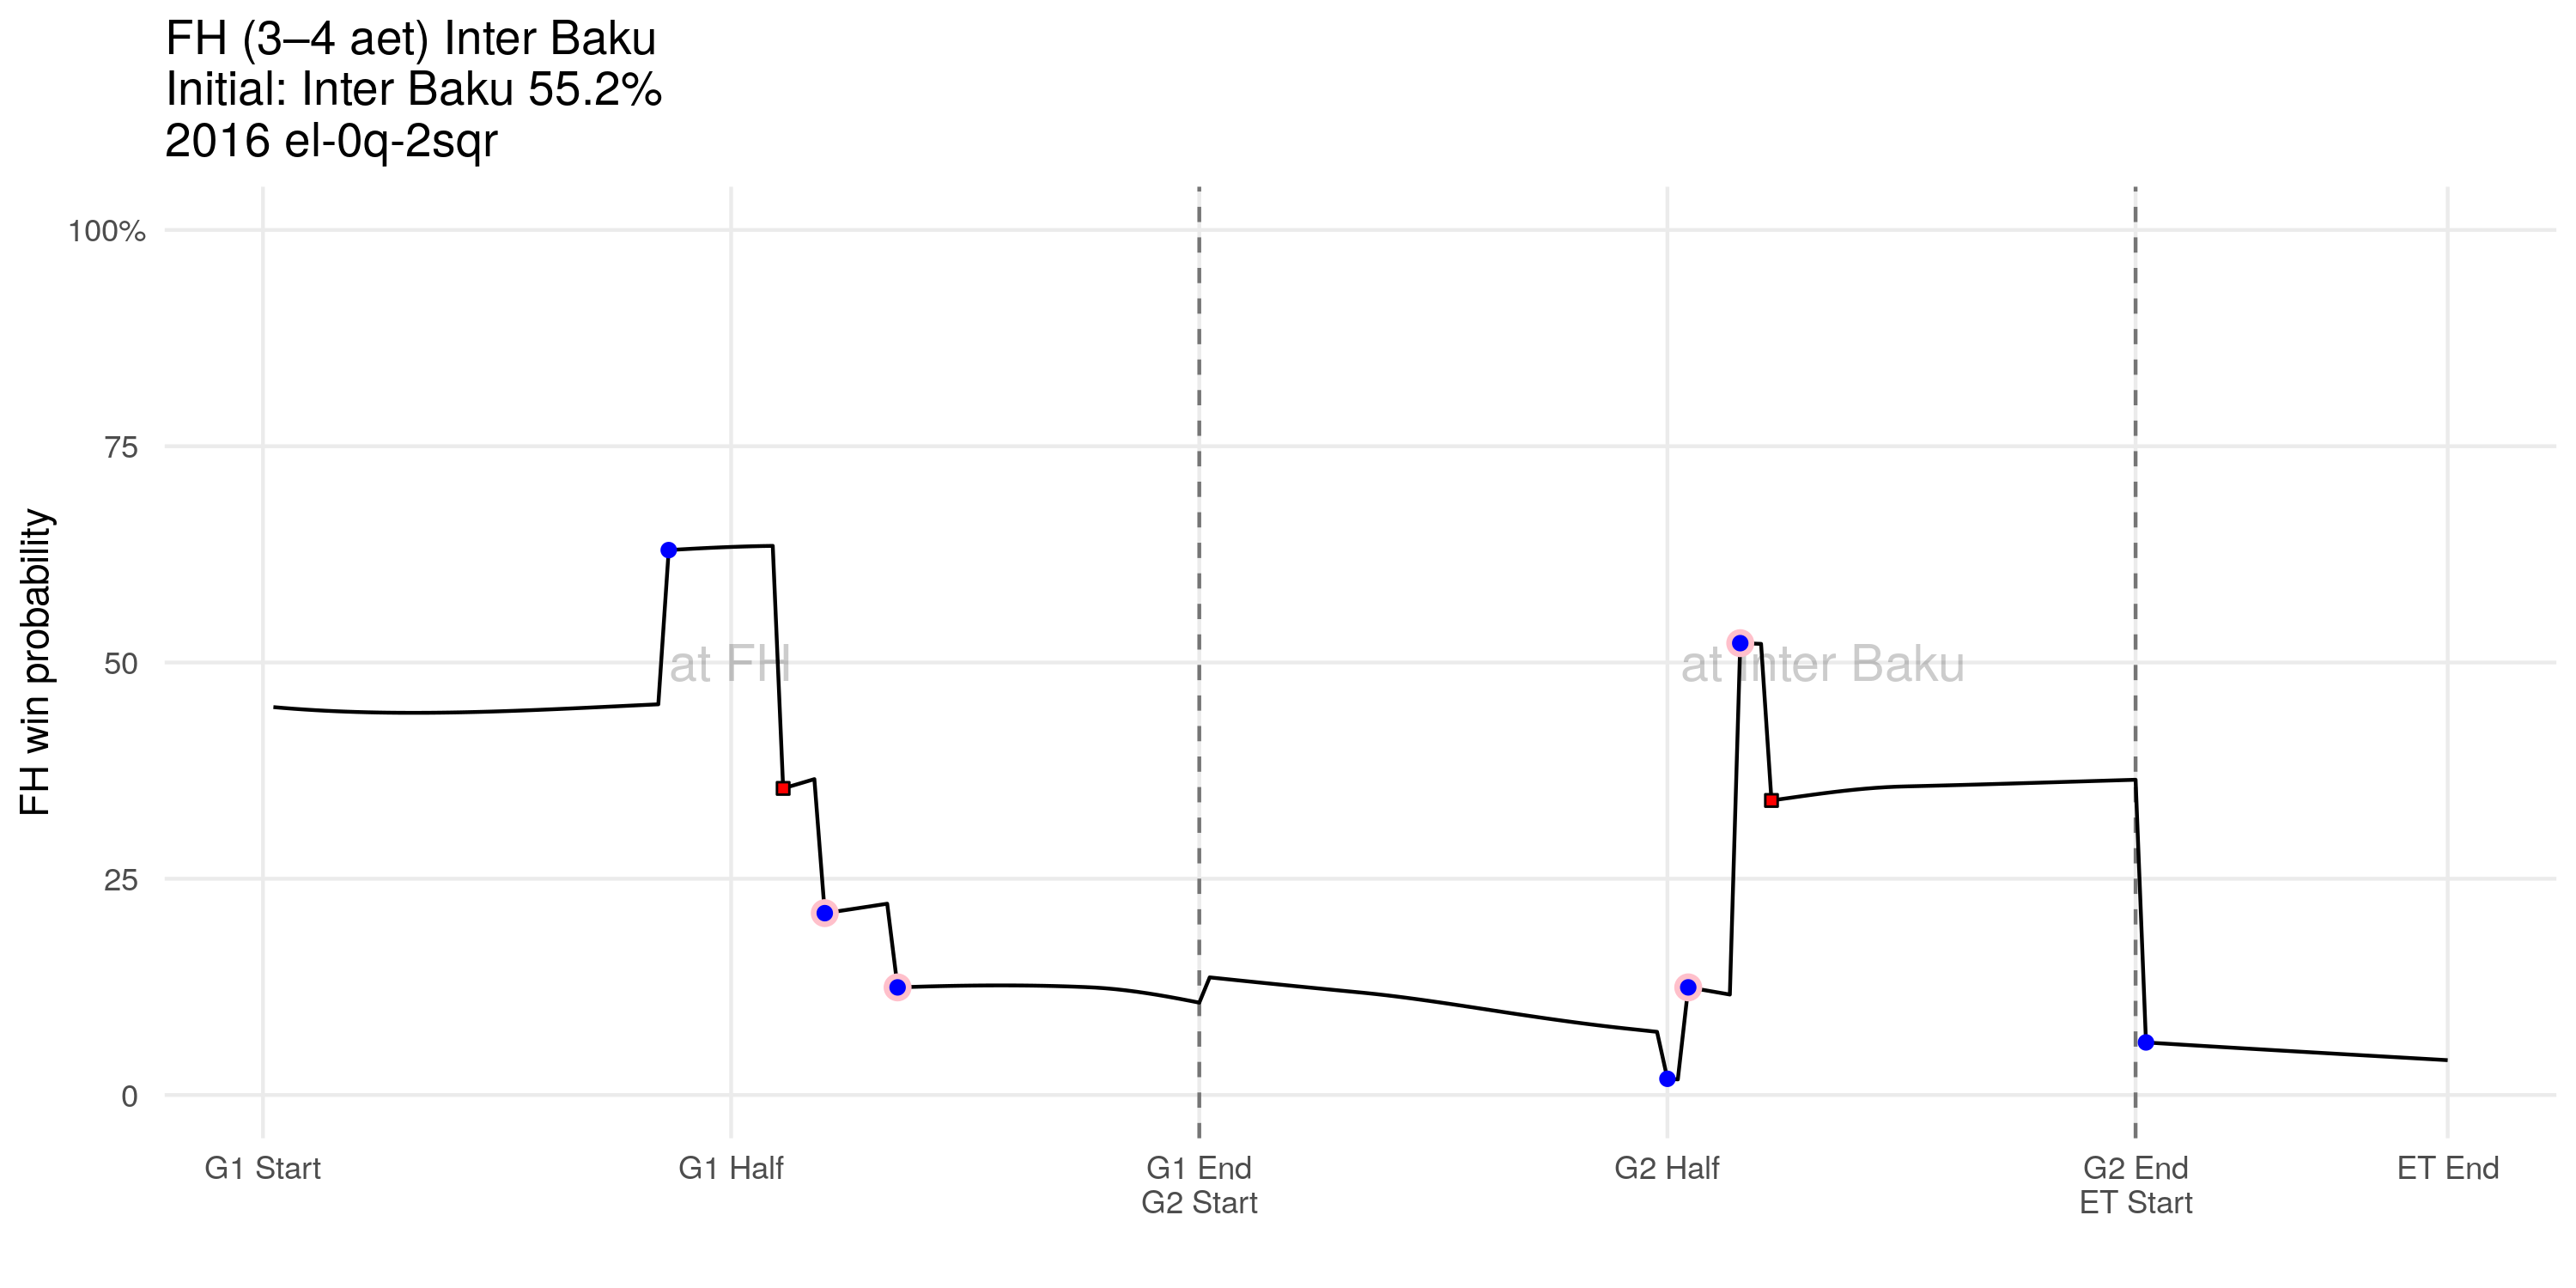 FH (3–4 aet) Inter Baku
Initial: Inter Baku 55.2%
2016 el-0q-2sqr
FH win probability
100%
75
50
25
0
at FH
at Inter Baku
G1 Start
G1 Half
G1 End
G2 Start
G2 Half
G2 End
ET Start
ET End